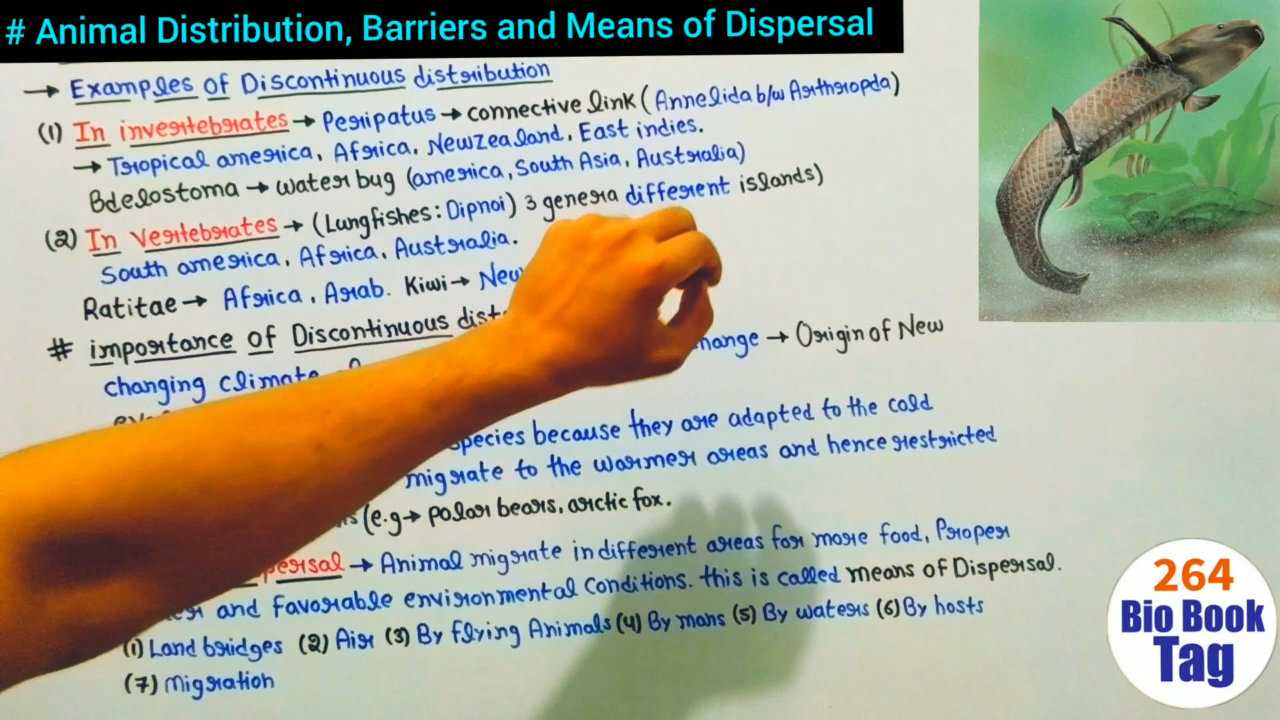 # Animal Distribution, Barriers and Means of Dispersal
→ Examples of Discontinuous distribution
(1) In invertebrates → Peripatus → connective link (Annelida b/w Arthropda)
→ Tropical america, Africa, Newzealand, East indies.
Bdelostoma → water bug (america, South Asia, Australia)
(2) In Vertebrates → (Lungfishes: Dipnoi) 3 genera different islands)
South america, Africa, Australia.
Ratitae → Africa, Arab. Kiwi →
# importance of Discontinuous
changing climate → Origin of New
species because they are adapted to the cold
migrate to the warmer areas and hence restricted
(e.g → polar bears, arctic fox.
→ Animal migrate in different areas for more food, Proper
and favorable environmental Conditions. this is called means of Dispersal.
(1) Land bridges (2) Air (3) By flying Animals (4) By mans (5) By waters (6) By hosts
(7) Migration
264
Bio Book
Tag